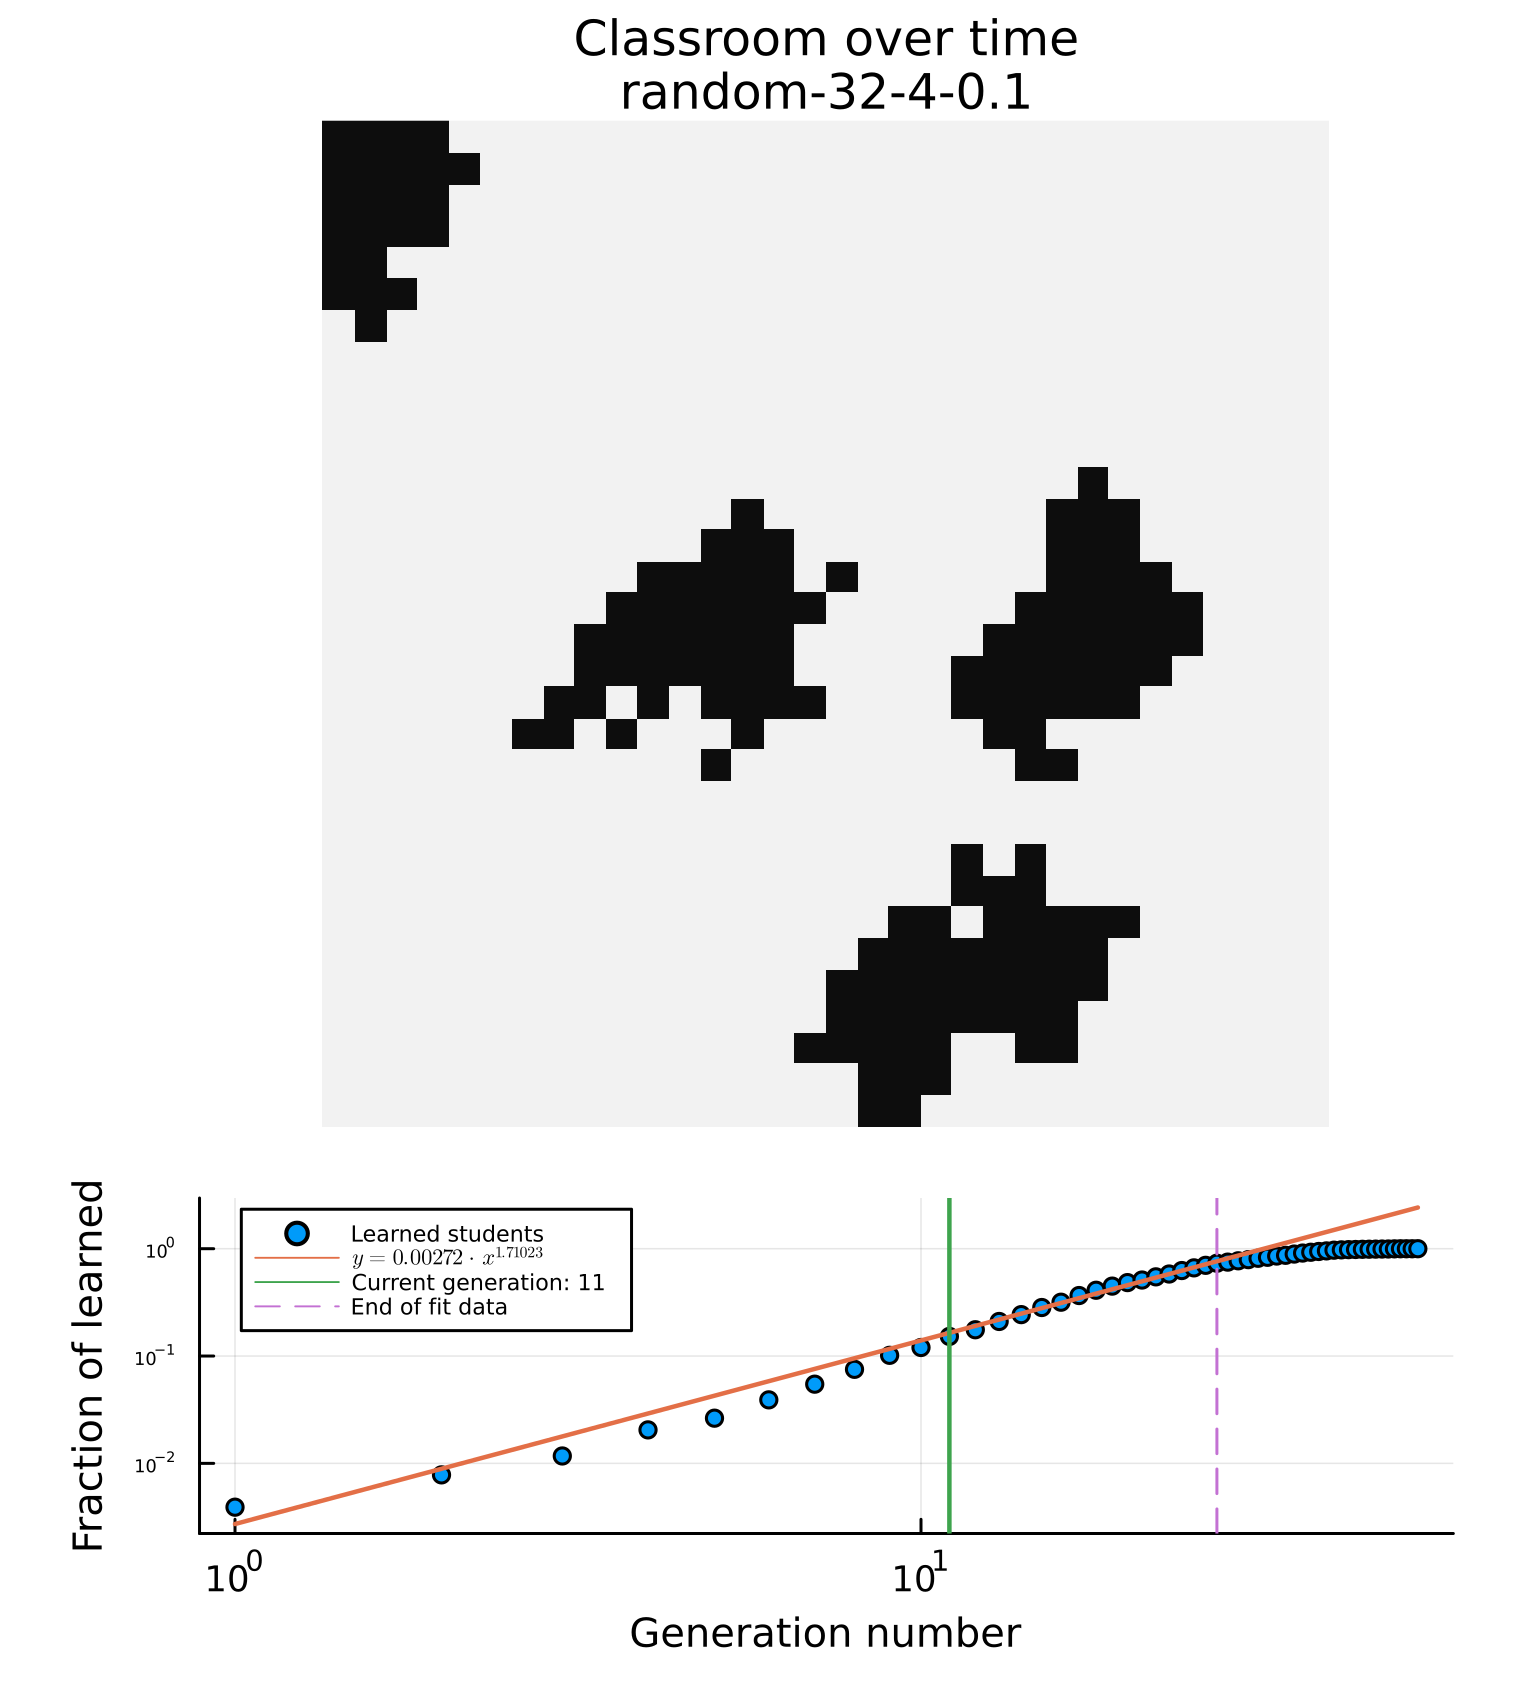 Classroom over time
random-32-4-0.1
Fraction of learned
10^0
10^-1
10^-2
Learned students
y = 0.00272 · x^1.71023
Current generation: 11
End of fit data
10^0 10^1
Generation number